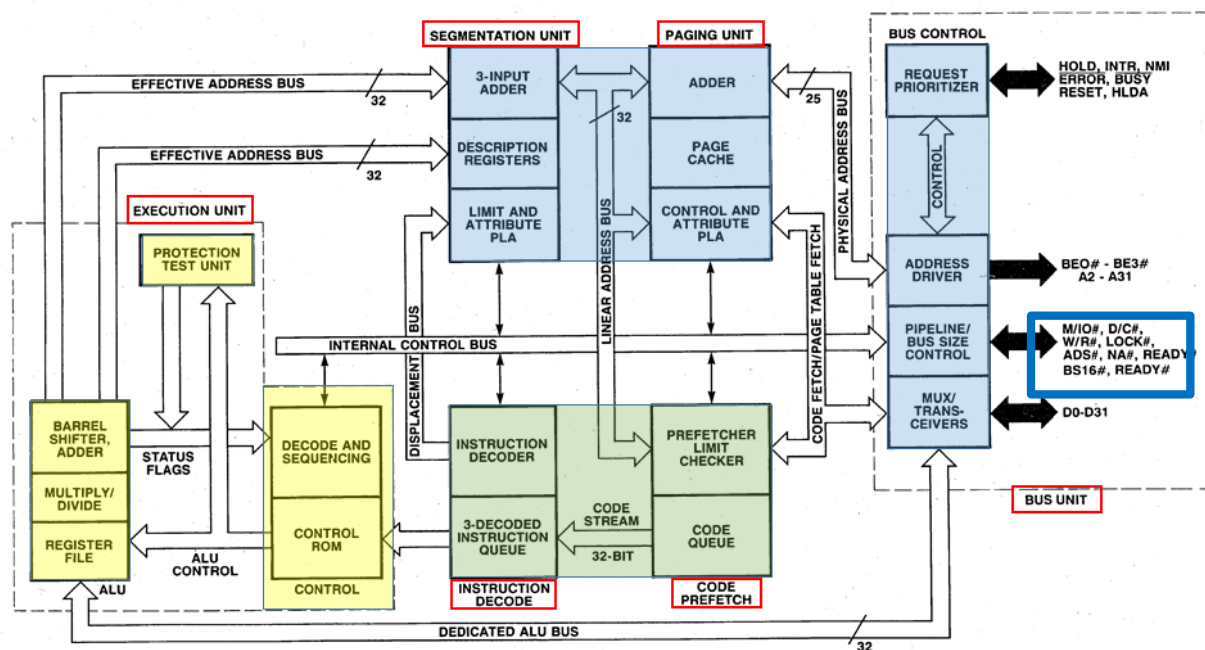 SEGMENTATION UNIT
PAGING UNIT
BUS CONTROL
EFFECTIVE ADDRESS BUS
32
3-INPUT
ADDER
32
ADDER
25
REQUEST
PRIORITIZER
HOLD, INTR, NMI
ERROR, BUSY
RESET, HLDA
EFFECTIVE ADDRESS BUS
32
DESCRIPTION
REGISTERS
PAGE
CACHE
CONTROL
PHYSICAL ADDRESS BUS
EXECUTION UNIT
LIMIT AND
ATTRIBUTE
PLA
LINEAR ADDRESS BUS
CONTROL AND
ATTRIBUTE
PLA
PROTECTION
TEST UNIT
ADDRESS
DRIVER
BEO# - BE3#
A2 - A31
DISPLACEMENT BUS
CODE FETCH/PAGE TABLE FETCH
INTERNAL CONTROL BUS
PIPELINE/
BUS SIZE
CONTROL
M/IO#, D/C#,
W/R#, LOCK#,
ADS#, NA#, READY#
BS16#, READY#
MUX/
TRANS-
CEIVERS
D0-D31
BARREL
SHIFTER,
ADDER
STATUS
FLAGS
DECODE AND
SEQUENCING
INSTRUCTION
DECODER
PREFETCHER
LIMIT
CHECKER
MULTIPLY/
DIVIDE
BUS UNIT
REGISTER
FILE
ALU
CONTROL
CONTROL
ROM
3-DECODED
INSTRUCTION
QUEUE
CODE
STREAM
32-BIT
CODE
QUEUE
ALU
CONTROL
INSTRUCTION
DECODE
CODE
PREFETCH
DEDICATED ALU BUS
32